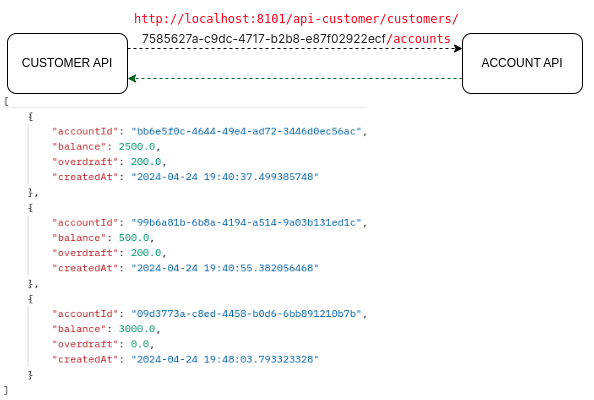 http://localhost:8101/api-customer/customers/
7585627a-c9dc-4717-b2b8-e87f02922ecf/accounts
CUSTOMER API
ACCOUNT API
[
{
"accountId": "bb6e5f0c-4644-49e4-ad72-3446d0ec56ac",
"balance": 2500.0,
"overdraft": 200.0,
"createdAt": "2024-04-24 19:40:37.499385748"
},
{
"accountId": "99b6a81b-6b8a-4194-a514-9a03b131ed1c",
"balance": 500.0,
"overdraft": 200.0,
"createdAt": "2024-04-24 19:40:55.382056468"
},
{
"accountId": "09d3773a-c8ed-4458-b0d6-6bb891210b7b",
"balance": 3000.0,
"overdraft": 0.0,
"createdAt": "2024-04-24 19:48:03.793323328"
}
]